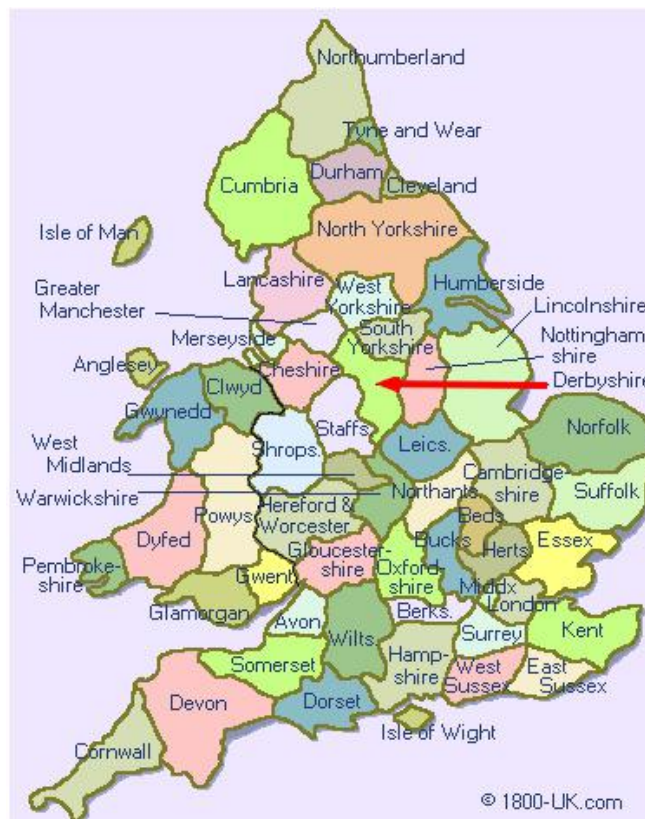 Northumberland
Tyne and Wear
Durham
Cleveland
Cumbria
Isle of Man
North Yorkshire
Lancashire
West
Yorkshire
Humberside
Greater
Manchester
Lincolnshire
South
Yorkshire
Nottingham
shire
Merseyside
Anglesey
Clwyd
Cheshire
Derbyshire
Gwynedd
Staffs.
Norfolk
West
Midlands
Shrops.
Leics.
Warwickshire
Cambridge-
shire
Northants
Suffolk
Powys
Hereford &
Worcester
Beds
Dyfed
Bucks
Herts
Essex
Pembroke-
shire
Gwent
Gloucester-
shire
Oxford-
shire
Middx
London
Glamorgan
Avon
Berks.
Wilts.
Surrey
Kent
Somerset
Hamp-
shire
West
Sussex
East
Sussex
Devon
Dorset
Isle of Wight
Cornwall
© 1800-UK.com